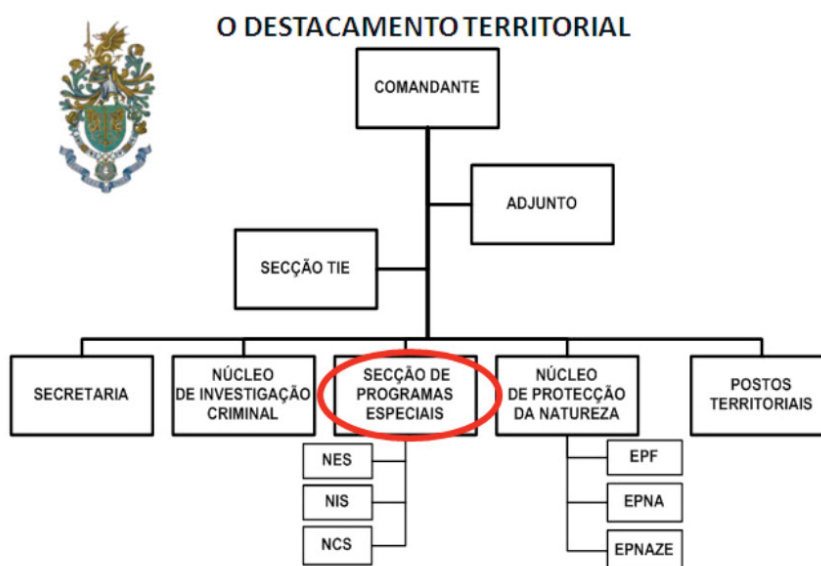 O DESTACAMENTO TERRITORIAL
COMANDANTE
ADJUNTO
SECÇÃO TIE
SECRETARIA
NÚCLEO
DE INVESTIGAÇÃO
CRIMINAL
SECÇÃO DE
PROGRAMAS
ESPECIAIS
NÚCLEO
DE PROTECÇÃO
DA NATUREZA
POSTOS
TERRITORIAIS
NES
NIS
NCS
EPF
EPNA
EPNAZE